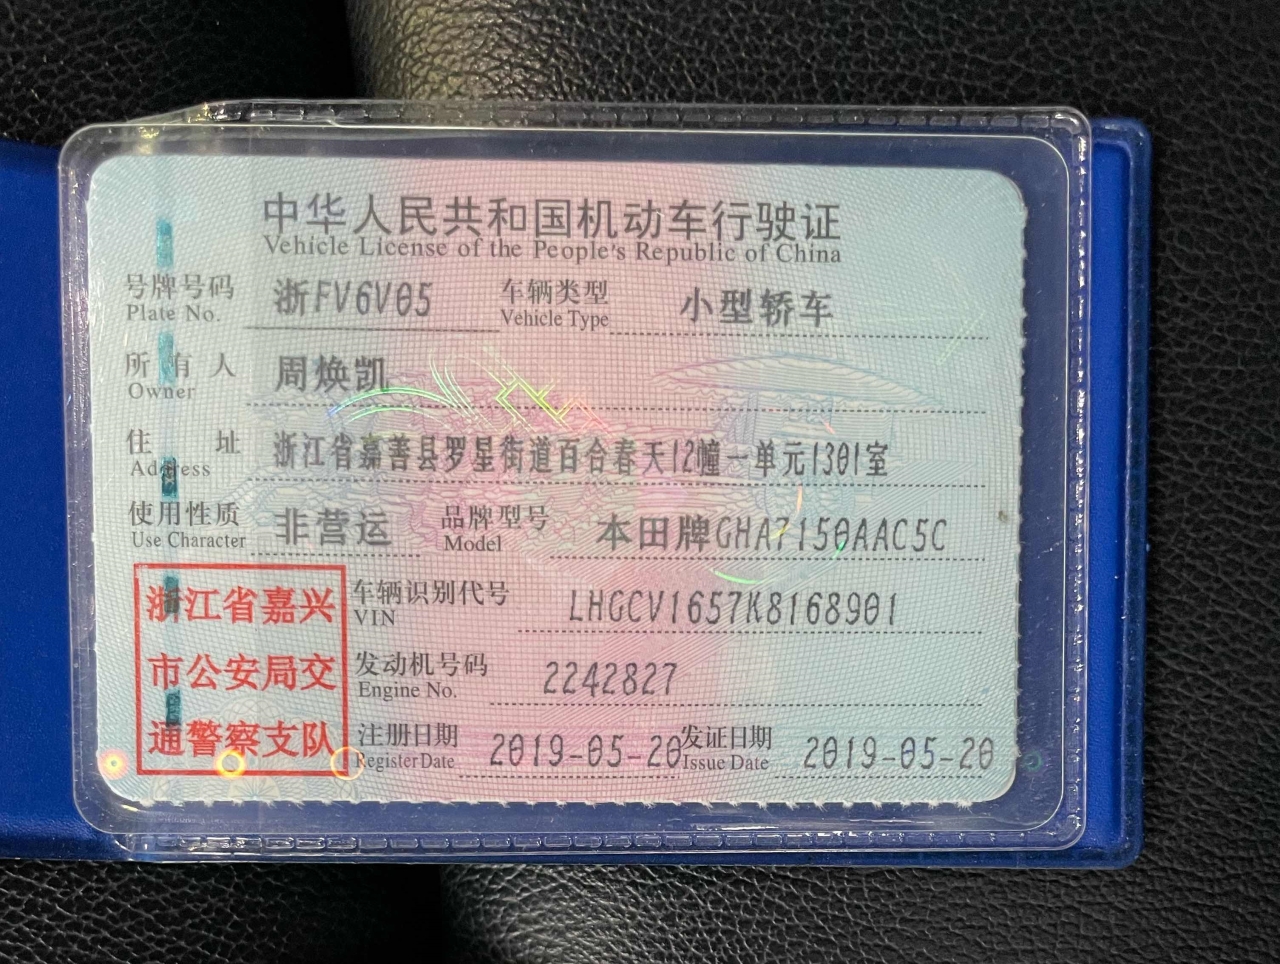 中华人民共和国机动车行驶证
Vehicle License of the People's Republic of China
号牌号码 浙FV6V05 车辆类型 小型轿车
Plate No. Vehicle Type
所有人 周焕凯
Owner
住址 浙江省嘉善县罗星街道百合春天12幢一单元1301室
Address
使用性质 非营运 品牌型号 本田牌GHA7150AAC5C
Use Character Model
浙江省嘉兴
市公安局交
通警察支队
车辆识别代号 LHGCV1657K8168901
VIN
发动机号码 2242827
Engine No.
注册日期 2019-05-20 发证日期 2019-05-20
Register Date Issue Date